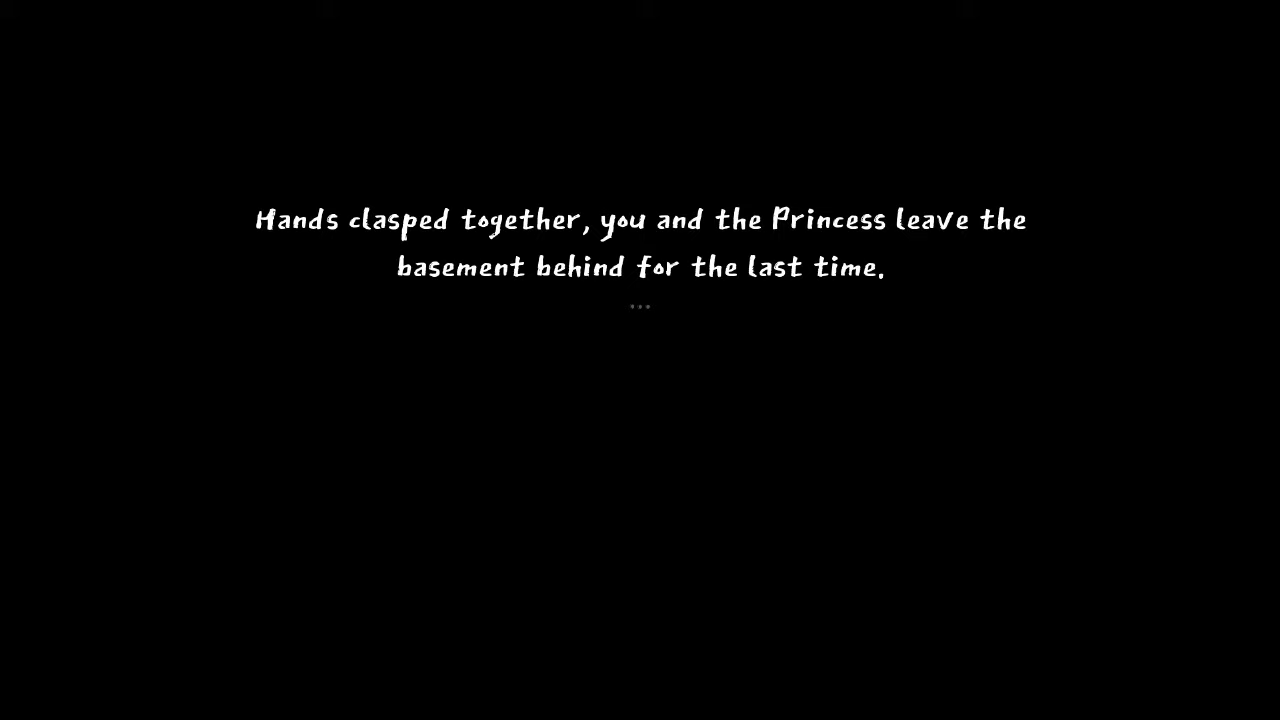 Hands clasped together, you and the Princess leave the
basement behind for the last time.
...